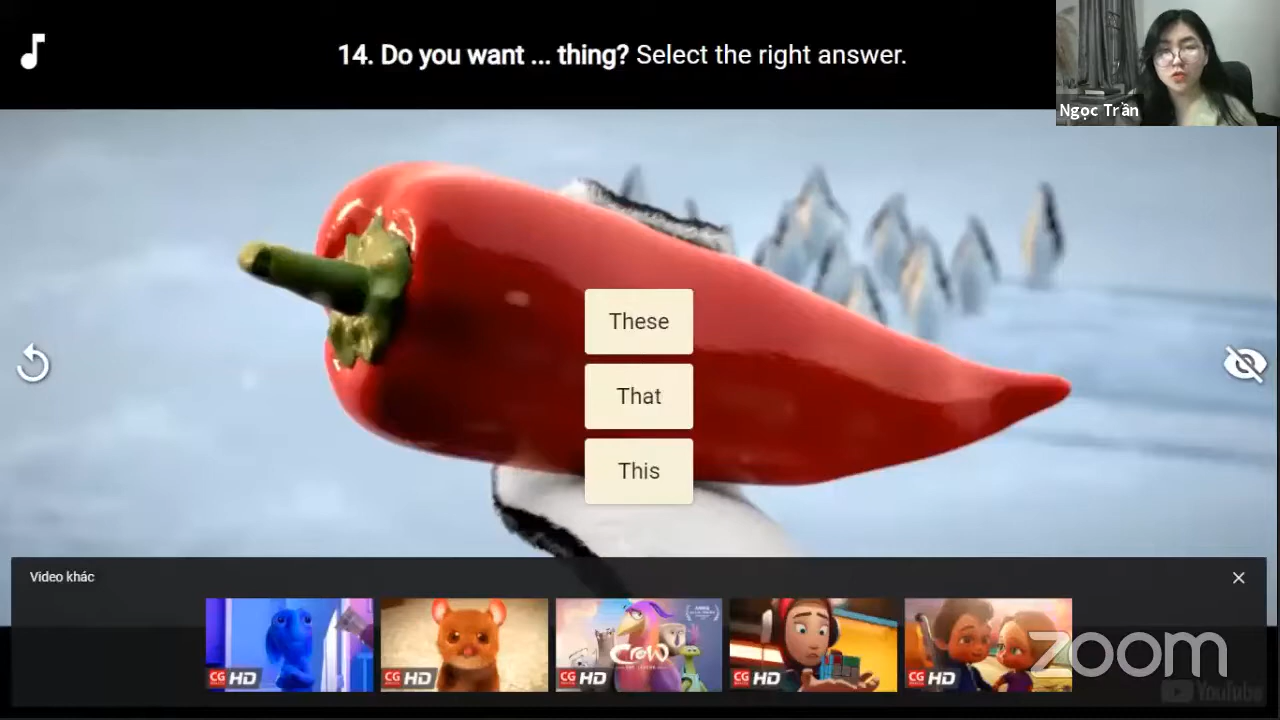 14. Do you want ... thing? Select the right answer.
Ngọc Trần
These
That
This
Video khác
CG HD
CG HD
CROW
CG HD
CG HD
CG HD
zoom
YouTube